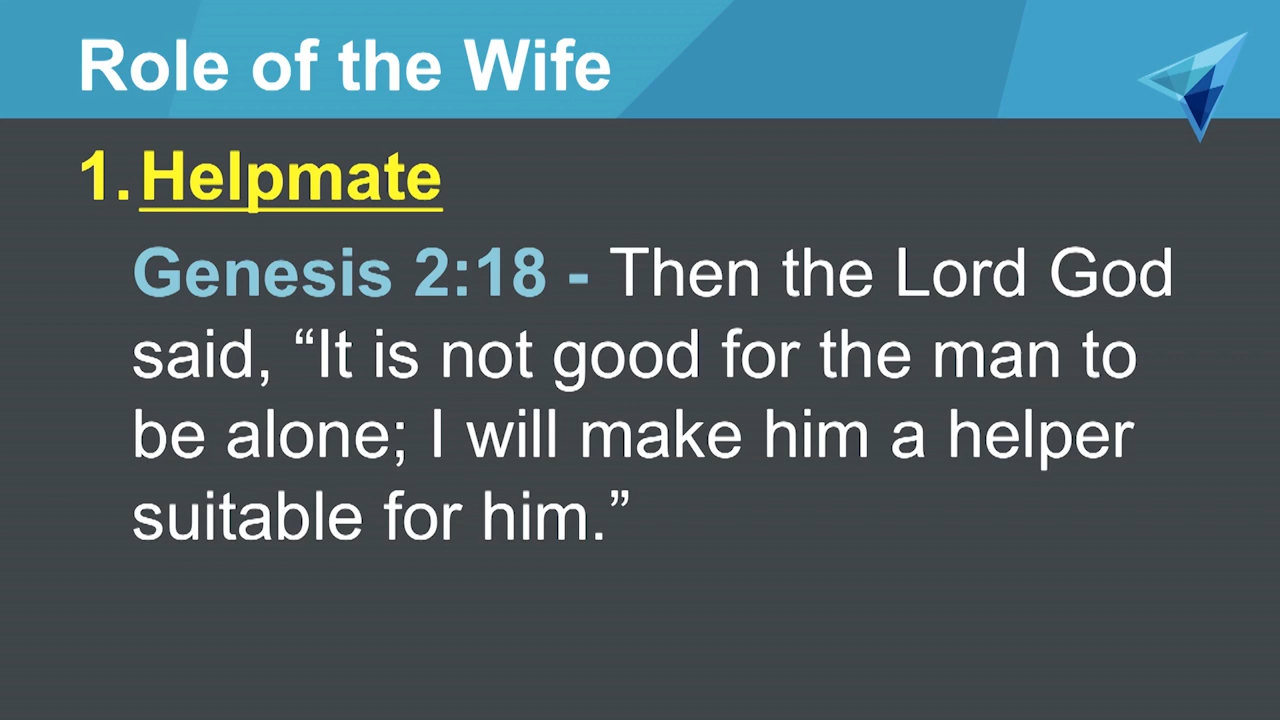 Role of the Wife
1. Helpmate
Genesis 2:18 - Then the Lord God
said, “It is not good for the man to
be alone; I will make him a helper
suitable for him.”